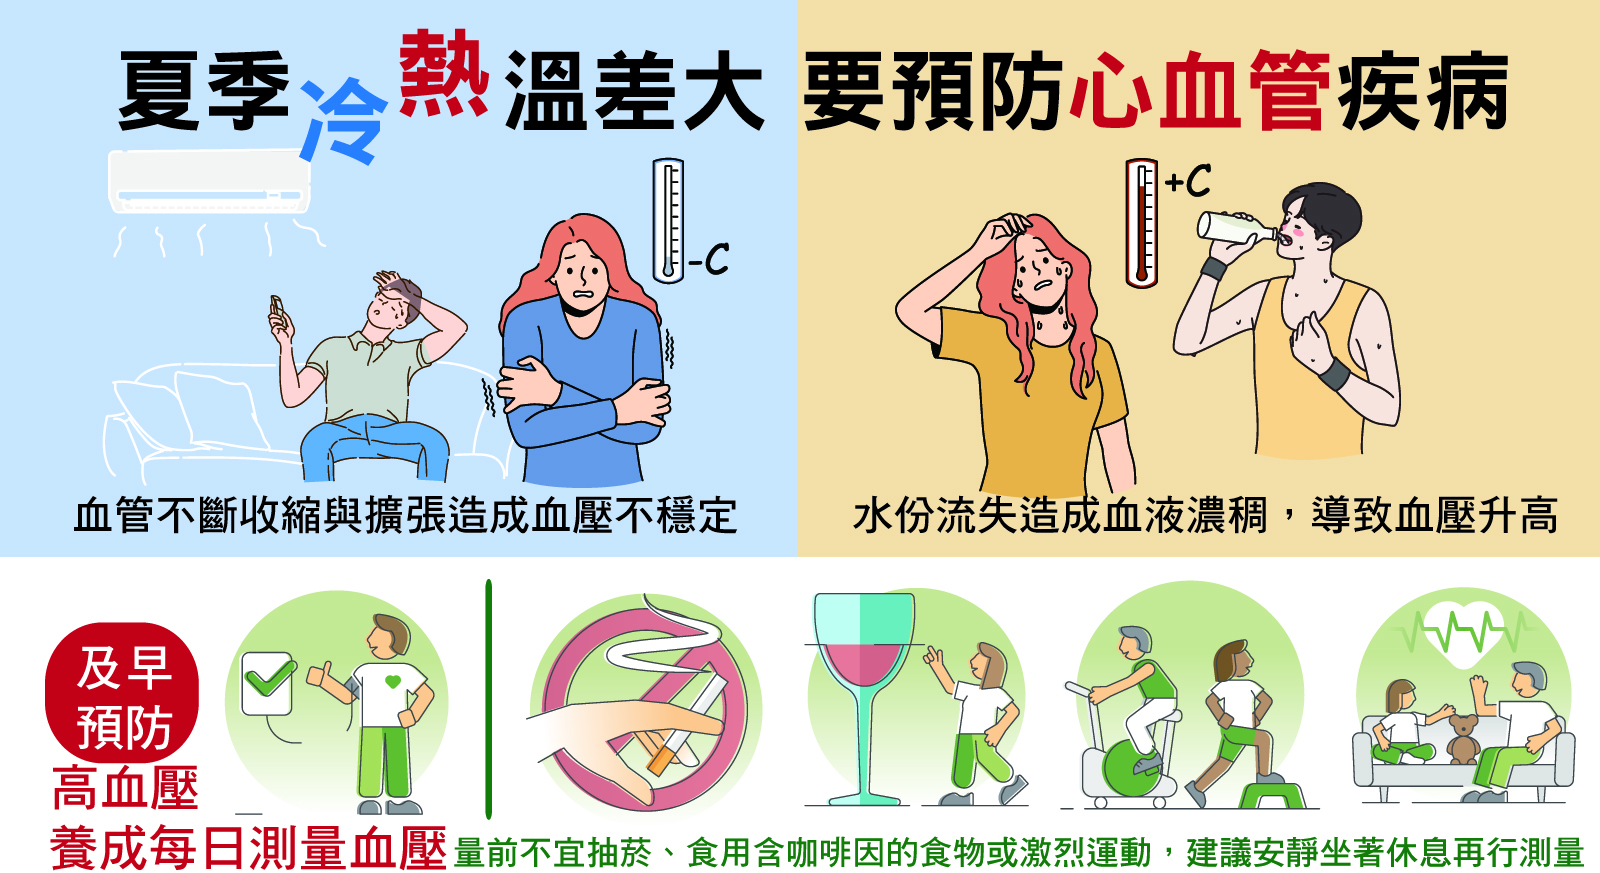 夏季冷熱溫差大 要預防心血管疾病
-C
+C
血管不斷收縮與擴張造成血壓不穩定
水份流失造成血液濃稠，導致血壓升高
及早
預防
高血壓
養成每日測量血壓
量前不宜抽菸、食用含咖啡因的食物或激烈運動，建議安靜坐著休息再行測量